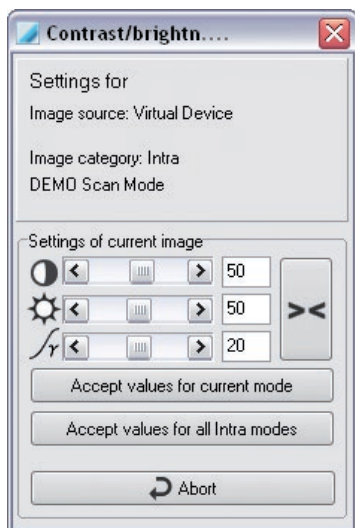 Contrast/brightn....
Settings for
Image source: Virtual Device
Image category: Intra
DEMO Scan Mode
Settings of current image
50
50
20
Accept values for current mode
Accept values for all Intra modes
Abort